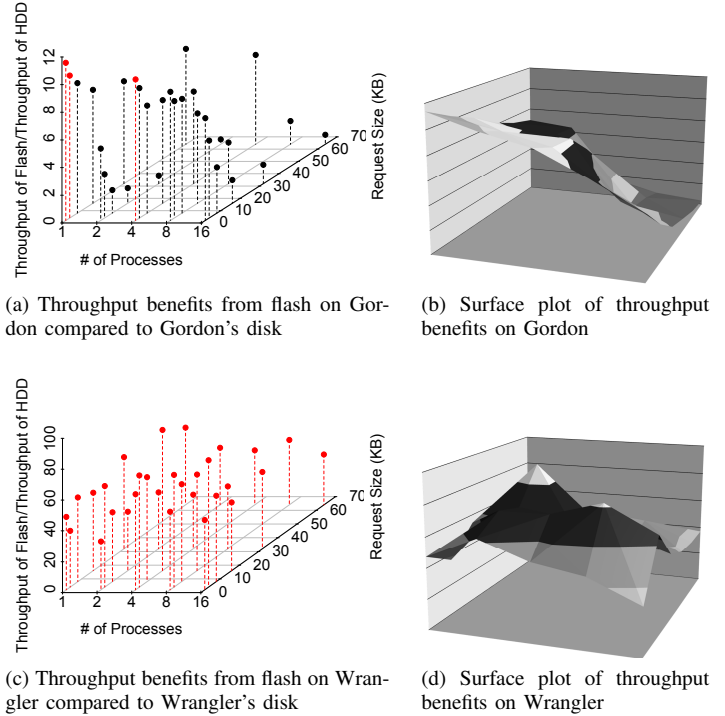 Throughput of Flash/Throughput of HDD
12
10
8
6
4
2
0
1
2
4
8
16
# of Processes
0
10
20
30
40
50
60
70
Request Size (KB)
(a) Throughput benefits from flash on Gor-
don compared to Gordon's disk
(b) Surface plot of throughput
benefits on Gordon
Throughput of Flash/Throughput of HDD
100
80
60
40
20
0
1
2
4
8
16
# of Processes
0
10
20
30
40
50
60
70
Request Size (KB)
(c) Throughput benefits from flash on Wran-
gler compared to Wrangler's disk
(d) Surface plot of throughput
benefits on Wrangler